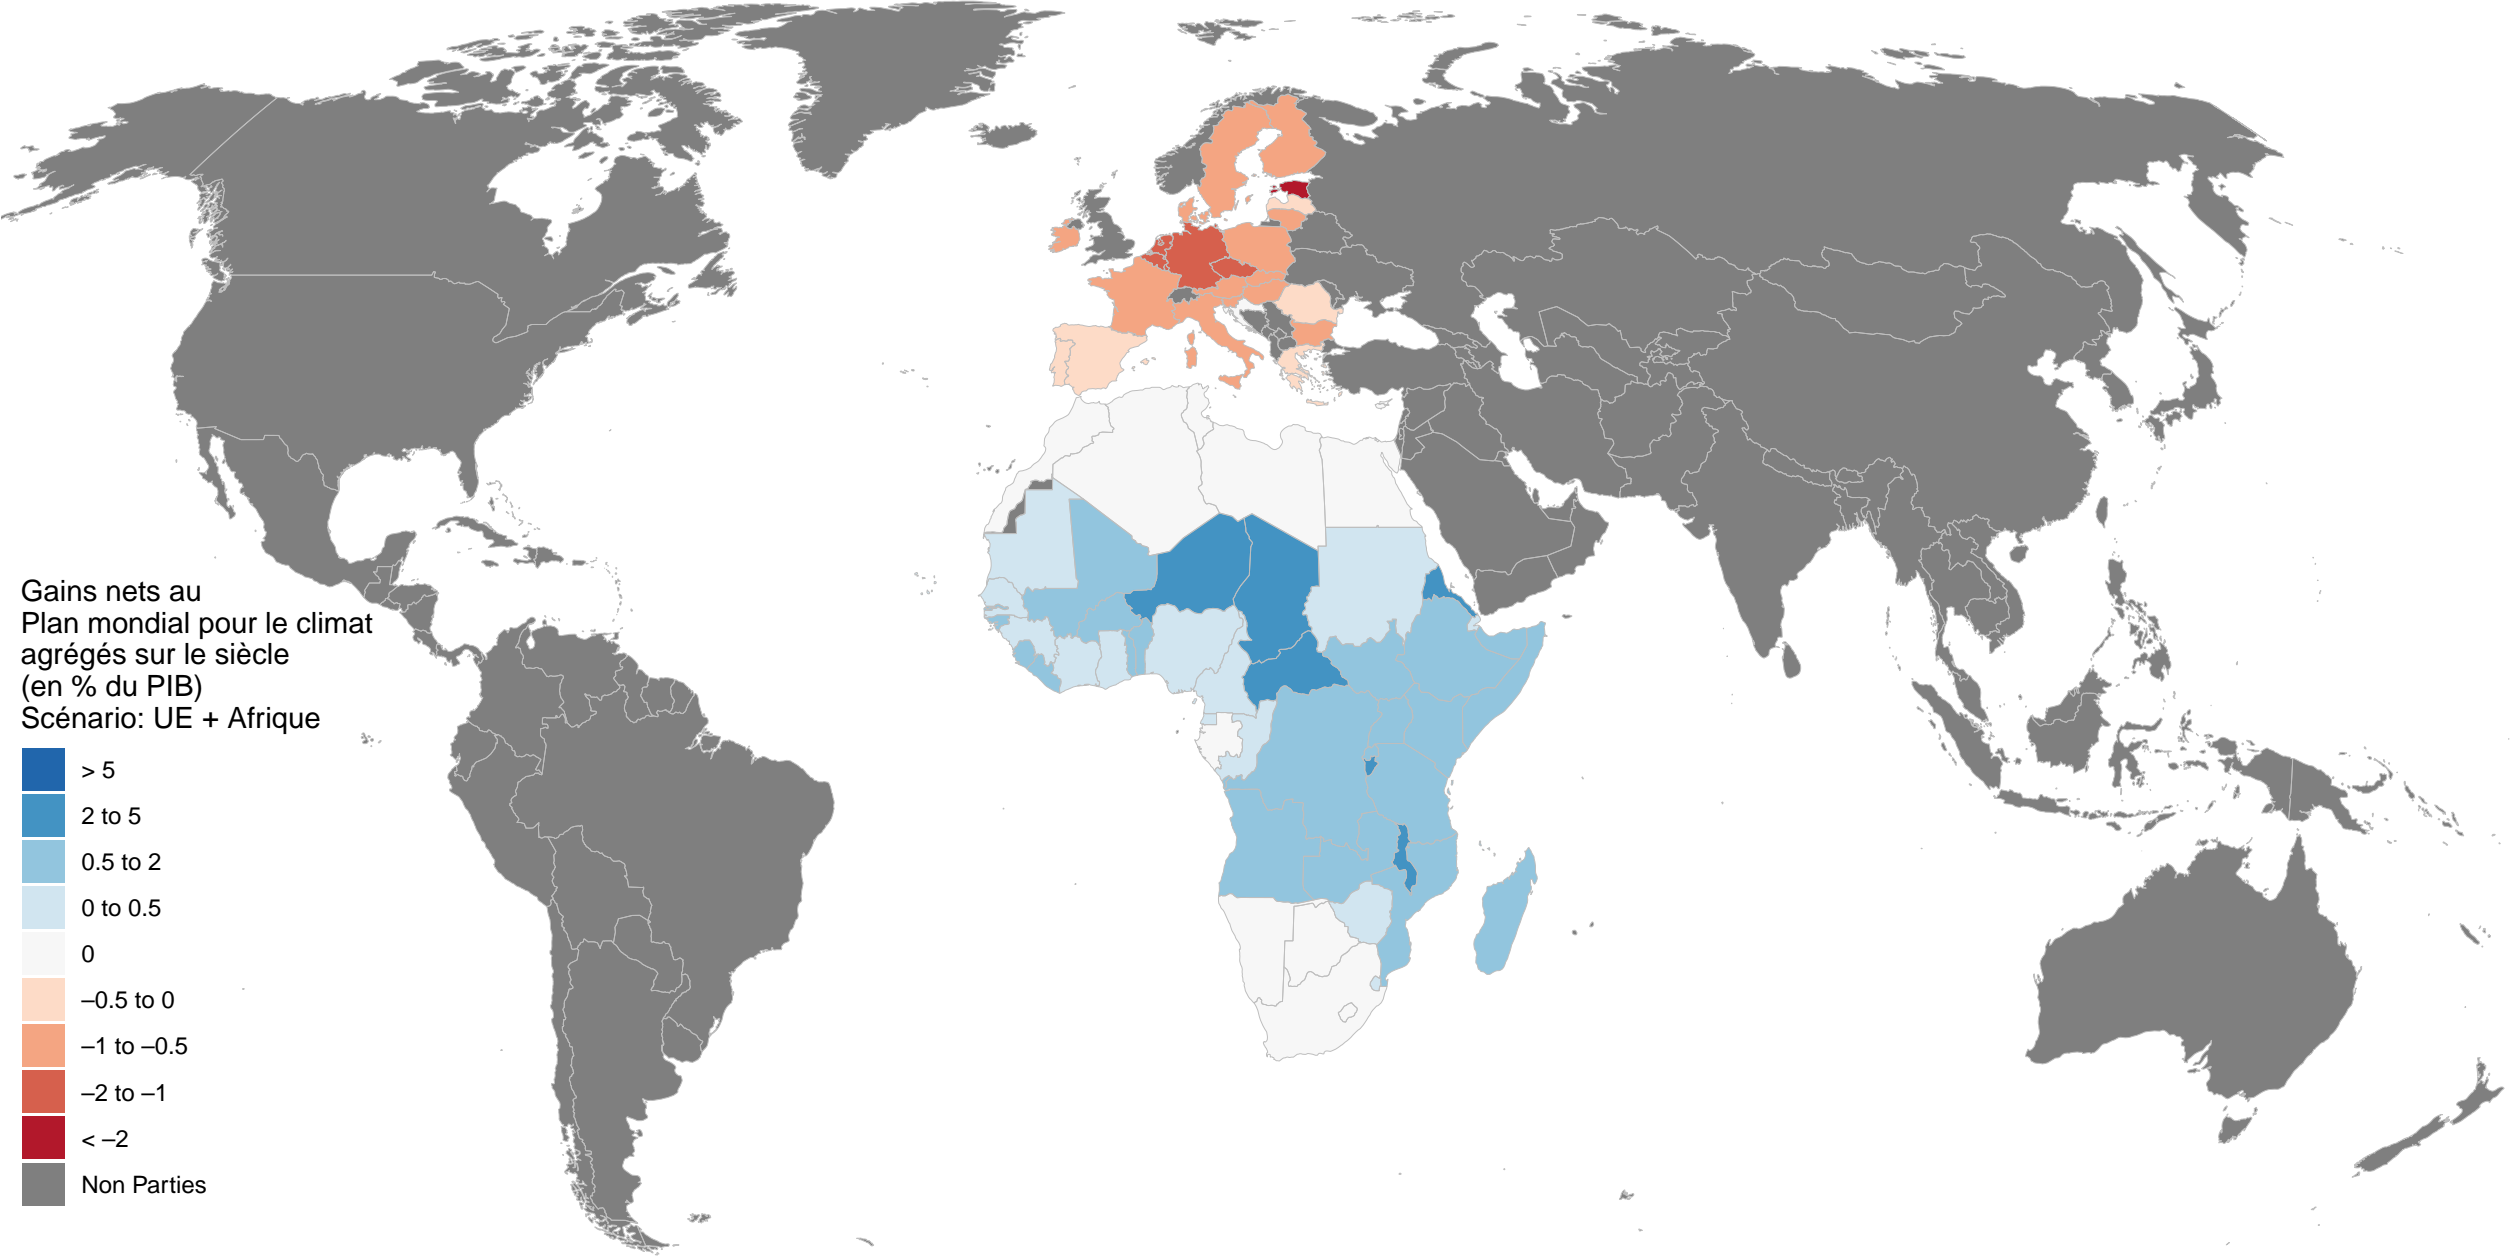 Gains nets au
Plan mondial pour le climat
agrégés sur le siècle
(en % du PIB)
Scénario: UE + Afrique
> 5
2 to 5
0.5 to 2
0 to 0.5
0
–0.5 to 0
–1 to –0.5
–2 to –1
< –2
Non Parties